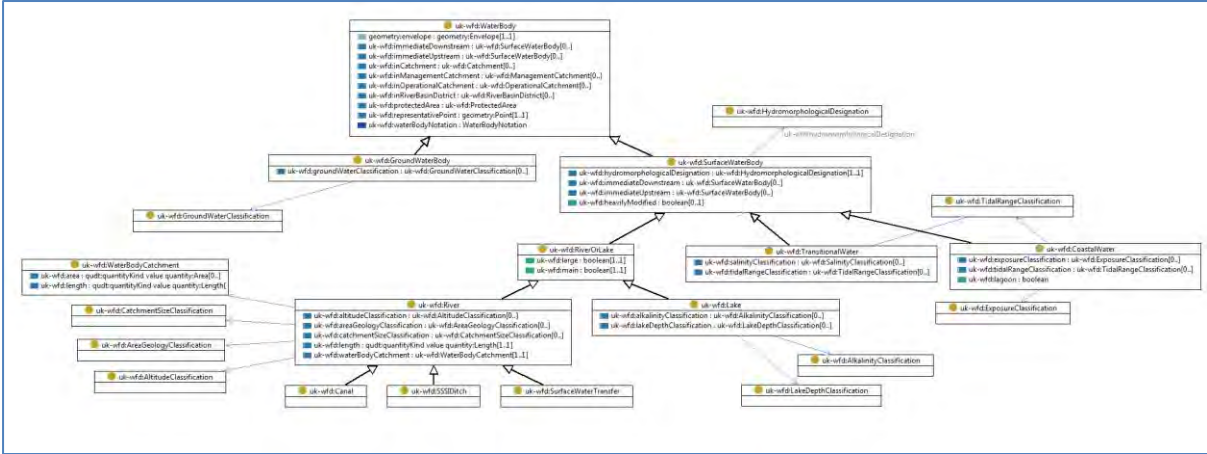 uk-wfd:WaterBody
geometry:envelope : geometry:Envelope[1..1]
uk-wfd:immediateDownstream : uk-wfd:SurfaceWaterBody[0..]
uk-wfd:immediateUpstream : uk-wfd:SurfaceWaterBody[0..]
uk-wfd:inCatchment : uk-wfd:Catchment[0..]
uk-wfd:inManagementCatchment : uk-wfd:ManagementCatchment[0..]
uk-wfd:inOperationalCatchment : uk-wfd:OperationalCatchment[0..]
uk-wfd:inRiverBasinDistrict : uk-wfd:RiverBasinDistrict[0..]
uk-wfd:protectedArea : uk-wfd:ProtectedArea
uk-wfd:representativePoint : geometry:Point[1..1]
uk-wfd:waterBodyNotation : WaterBodyNotation
uk-wfd:HydromorphologicalDesignation
uk-wfd:hydromorphologicalDesignation
uk-wfd:GroundWaterBody
uk-wfd:groundWaterClassification : uk-wfd:GroundWaterClassification[0..]
uk-wfd:SurfaceWaterBody
uk-wfd:hydromorphologicalDesignation : uk-wfd:HydromorphologicalDesignation[1..1]
uk-wfd:immediateDownstream : uk-wfd:SurfaceWaterBody[0..]
uk-wfd:immediateUpstream : uk-wfd:SurfaceWaterBody[0..]
uk-wfd:heavilyModified : boolean[0..1]
uk-wfd:GroundWaterClassification
uk-wfd:TidalRangeClassification
uk-wfd:RiverOrLake
uk-wfd:large : boolean[1..1]
uk-wfd:main : boolean[1..1]
uk-wfd:TransitionalWater
uk-wfd:salinityClassification : uk-wfd:SalinityClassification[0..]
uk-wfd:tidalRangeClassification : uk-wfd:TidalRangeClassification[0..]
uk-wfd:CoastalWater
uk-wfd:exposureClassification : uk-wfd:ExposureClassification[0..]
uk-wfd:tidalRangeClassification : uk-wfd:TidalRangeClassification[0..]
uk-wfd:lagoon : boolean
uk-wfd:WaterBodyCatchment
uk-wfd:area : qudt:quantityKind value quantity:Area[0..]
uk-wfd:length : qudt:quantityKind value quantity:Length[
uk-wfd:River
uk-wfd:altitudeClassification : uk-wfd:AltitudeClassification[0..]
uk-wfd:areaGeologyClassification : uk-wfd:AreaGeologyClassification[0..]
uk-wfd:catchmentSizeClassification : uk-wfd:CatchmentSizeClassification[0..]
uk-wfd:length : qudt:quantityKind value quantity:Length[1..1]
uk-wfd:waterBodyCatchment : uk-wfd:WaterBodyCatchment[1..1]
uk-wfd:Lake
uk-wfd:alkalinityClassification : uk-wfd:AlkalinityClassification[0..]
uk-wfd:lakeDepthClassification : uk-wfd:LakeDepthClassification[0..]
uk-wfd:ExposureClassification
uk-wfd:CatchmentSizeClassification
uk-wfd:AreaGeologyClassification
uk-wfd:AltitudeClassification
uk-wfd:AlkalinityClassification
uk-wfd:Canal
uk-wfd:SSSIDitch
uk-wfd:SurfaceWaterTransfer
uk-wfd:LakeDepthClassification